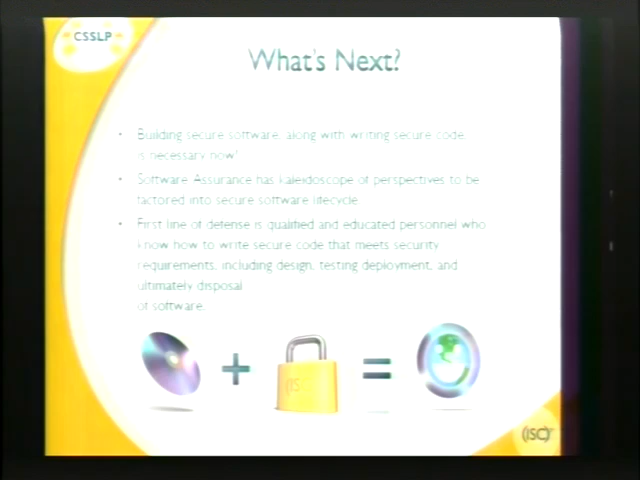 CSSLP
What's Next?
• Building secure software, along with writing secure code,
is necessary now!
• Software Assurance has kaleidoscope of perspectives to be
factored into secure software lifecycle
• First line of defense is qualified and educated personnel who
know how to write secure code that meets security
requirements, including design, testing deployment, and
ultimately disposal
of software.
+
(IS
=
(ISC)